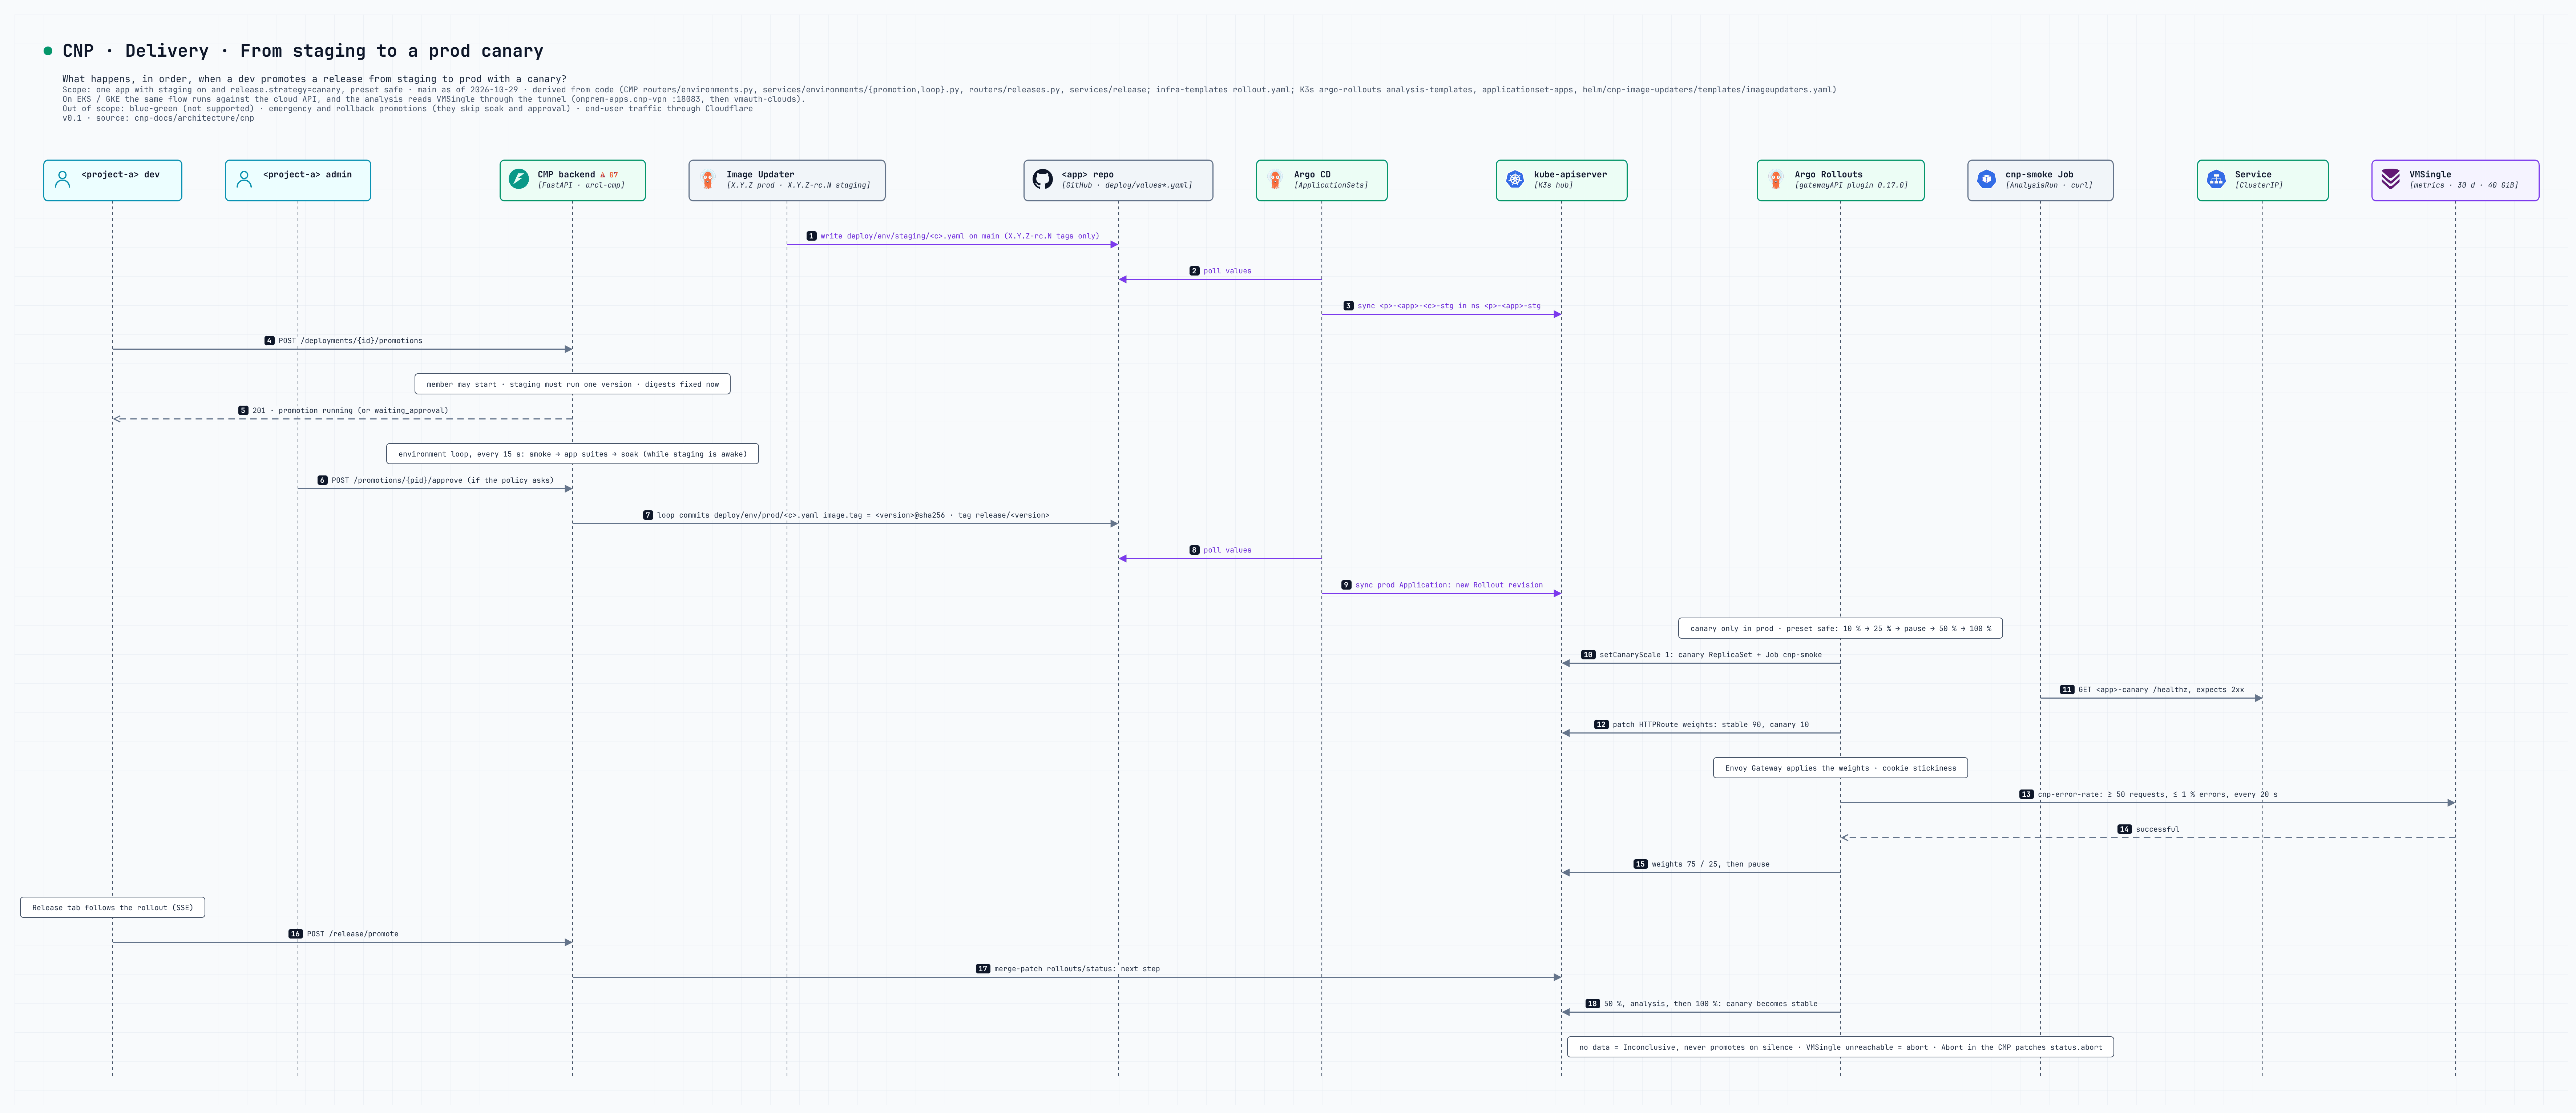 CNP · Delivery · From staging to a prod canary
What happens, in order, when a dev promotes a release from staging to prod with a canary?
Scope: one app with staging on and release.strategy=canary, preset safe · main as of 2026-10-29 · derived from code (CMP routers/environments.py, services/environments/{promotion,loop}.py, routers/releases.py, services/release; infra-templates rollout.yaml; K3s argo-rollouts analysis-templates, applicationset-apps, helm/cnp-image-updaters/templates/imageupdaters.yaml)
On EKS / GKE the same flow runs against the cloud API, and the analysis reads VMSingle through the tunnel (onprem-apps.cnp-vpn :18083, then vmauth-clouds).
Out of scope: blue-green (not supported) · emergency and rollback promotions (they skip soak and approval) · end-user traffic through Cloudflare
v0.1 · source: cnp-docs/architecture/cnp
<project-a> dev
<project-a> admin
CMP backend ▲ G7
[FastAPI · arcl-cmp]
Image Updater
[X.Y.Z prod · X.Y.Z-rc.N staging]
<app> repo
[GitHub · deploy/values*.yaml]
Argo CD
[ApplicationSets]
kube-apiserver
[K3s hub]
Argo Rollouts
[gatewayAPI plugin 0.17.0]
cnp-smoke Job
[AnalysisRun · curl]
Service
[ClusterIP]
VMSingle
[metrics · 30 d · 40 GiB]
1 write deploy/env/staging/<c>.yaml on main (X.Y.Z-rc.N tags only)
2 poll values
3 sync <p>-<app>-<c>-stg in ns <p>-<app>-stg
4 POST /deployments/{id}/promotions
member may start · staging must run one version · digests fixed now
5 201 · promotion running (or waiting_approval)
environment loop, every 15 s: smoke → app suites → soak (while staging is awake)
6 POST /promotions/{pid}/approve (if the policy asks)
7 loop commits deploy/env/prod/<c>.yaml image.tag = <version>@sha256 · tag release/<version>
8 poll values
9 sync prod Application: new Rollout revision
canary only in prod · preset safe: 10 % → 25 % → pause → 50 % → 100 %
10 setCanaryScale 1: canary ReplicaSet + Job cnp-smoke
11 GET <app>-canary /healthz, expects 2xx
12 patch HTTPRoute weights: stable 90, canary 10
Envoy Gateway applies the weights · cookie stickiness
13 cnp-error-rate: ≥ 50 requests, ≤ 1 % errors, every 20 s
14 successful
15 weights 75 / 25, then pause
Release tab follows the rollout (SSE)
16 POST /release/promote
17 merge-patch rollouts/status: next step
18 50 %, analysis, then 100 %: canary becomes stable
no data = Inconclusive, never promotes on silence · VMSingle unreachable = abort · Abort in the CMP patches status.abort